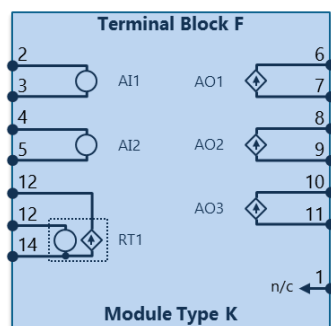 Terminal Block F
2
3
AI1
4
5
AI2
12
12
14
RT1
6
AO1
7
8
AO2
9
10
AO3
11
1
n/c
Module Type K